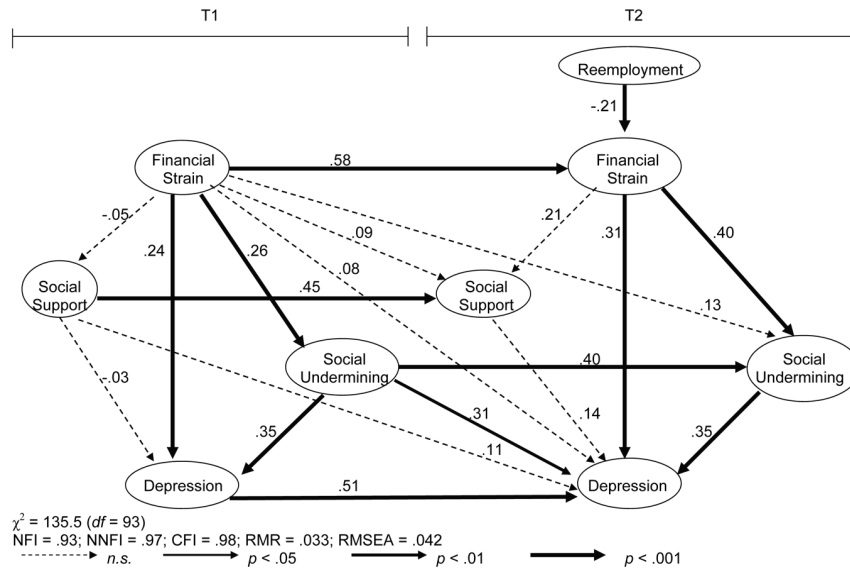 T1
T2
Reemployment
-.21
Financial
Strain
.58
Financial
Strain
-.05
.24
.26
.09
.08
.21
.31
.40
Social
Support
.45
Social
Support
.13
Social
Undermining
.40
Social
Undermining
-.03
.35
.31
.11
.14
.35
Depression
.51
Depression
χ² = 135.5 (df = 93)
NFI = .93; NNFI = .97; CFI = .98; RMR = .033; RMSEA = .042
n.s. p < .05 p < .01 p < .001